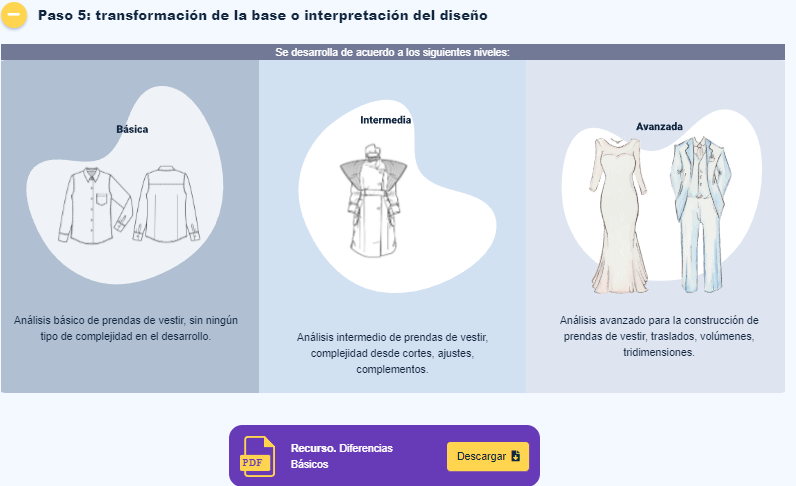 Paso 5: transformación de la base o interpretación del diseño
Se desarrolla de acuerdo a los siguientes niveles:
Básica
Análisis básico de prendas de vestir, sin ningún
tipo de complejidad en el desarrollo.
Intermedia
Análisis intermedio de prendas de vestir,
complejidad desde cortes, ajustes,
complementos.
Avanzada
Análisis avanzado para la construcción de
prendas de vestir, traslados, volúmenes,
tridimensiones.
PDF
Recurso. Diferencias
Básicos
Descargar